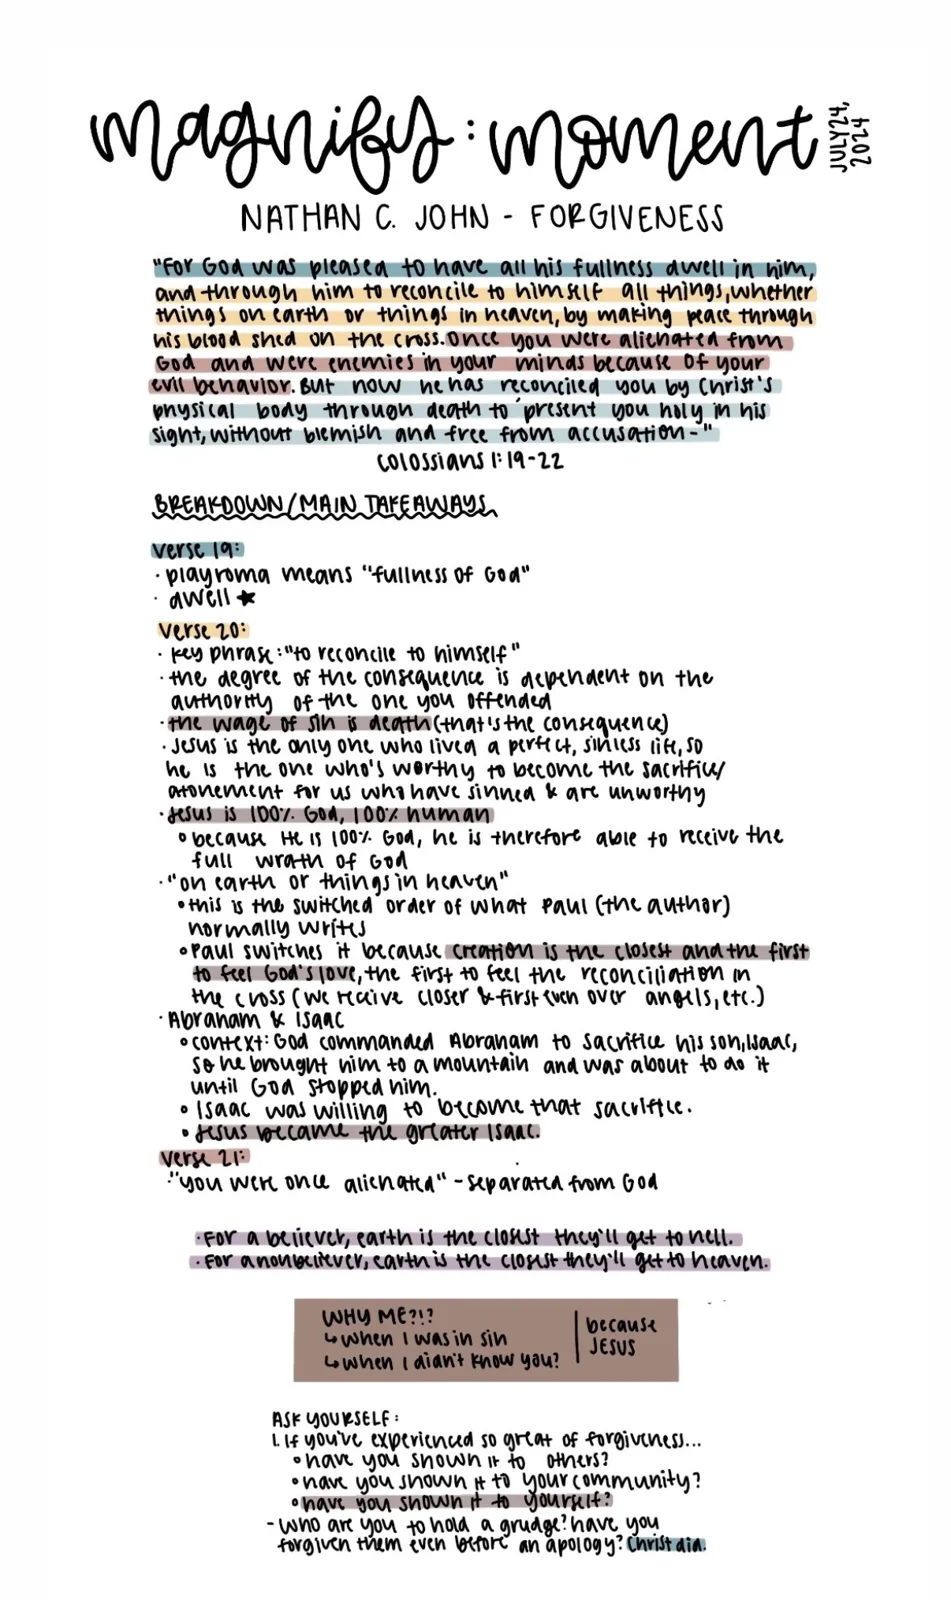 magnify: moment
JULY 24, 2024
NATHAN C. JOHN - FORGIVENESS
"For God was pleased to have all his fullness dwell in him,
and through him to reconcile to himself all things, whether
things on earth or things in heaven, by making peace through
his blood shed on the cross. Once you were alienated from
God and were enemies in your minds because of your
evil behavior. But now he has reconciled you by Christ's
physical body through death to present you holy in his
sight, without blemish and free from accusation-"
Colossians 1:19-22
BREAKDOWN/MAIN TAKEAWAYS
verse 19:
· playroma means "fullness of God"
· dwell ★
verse 20:
· key phrase: "to reconcile to himself"
· the degree of the consequence is dependent on the
authority of the one you offended
· the wage of sin is death (that's the consequence)
· Jesus is the only one who lived a perfect, sinless life, so
he is the one who's worthy to become the sacrifice/
atonement for us who have sinned & are unworthy
· Jesus is 100% God, 100% human
• because He is 100% God, he is therefore able to receive the
full wrath of God
· "on earth or things in heaven"
• this is the switched order of what Paul (the author)
normally writes
• Paul switches it because creation is the closest and the first
to feel God's love, the first to feel the reconciliation in
the cross (we receive closer & first even over angels, etc.)
· Abraham & Isaac
• context: God commanded Abraham to sacrifice his son, Isaac,
so he brought him to a mountain and was about to do it
until God stopped him.
• Isaac was willing to become that sacrifice.
• Jesus became the greater Isaac.
verse 21:
· "you were once alienated" - separated from God
· For a believer, earth is the closest they'll get to hell.
· For a nonbeliever, earth is the closest they'll get to heaven.
WHY ME?!?
↳ when I was in sin
↳ when I didn't know you?
because
JESUS
ASK YOURSELF:
1. If you've experienced so great of forgiveness...
• have you shown it to others?
• have you shown it to your community?
• have you shown it to yourself?
- Who are you to hold a grudge? have you
forgiven them even before an apology? Christ did.